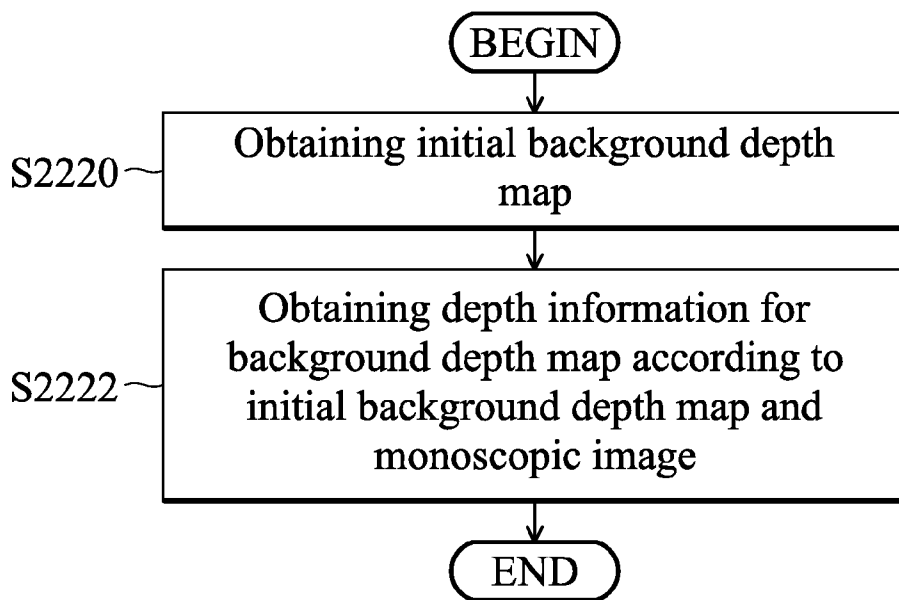 BEGIN
S2220
Obtaining initial background depth
map
S2222
Obtaining depth information for
background depth map according to
initial background depth map and
monoscopic image
END